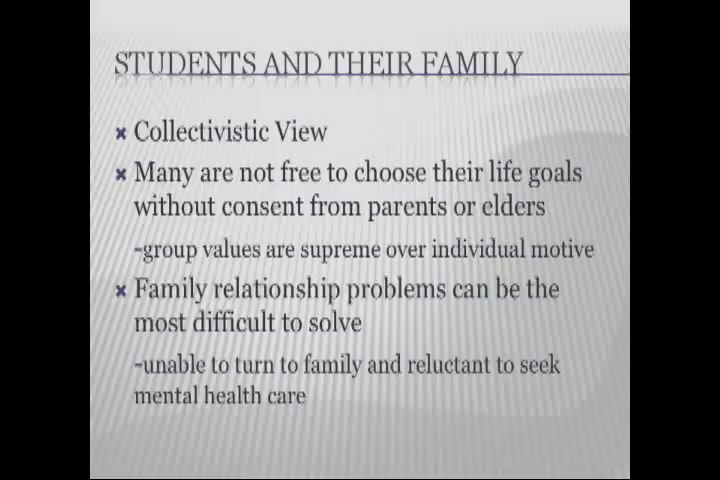 STUDENTS AND THEIR FAMILY
Collectivistic View
Many are not free to choose their life goals
without consent from parents or elders
-group values are supreme over individual motive
Family relationship problems can be the
most difficult to solve
-unable to turn to family and reluctant to seek
mental health care